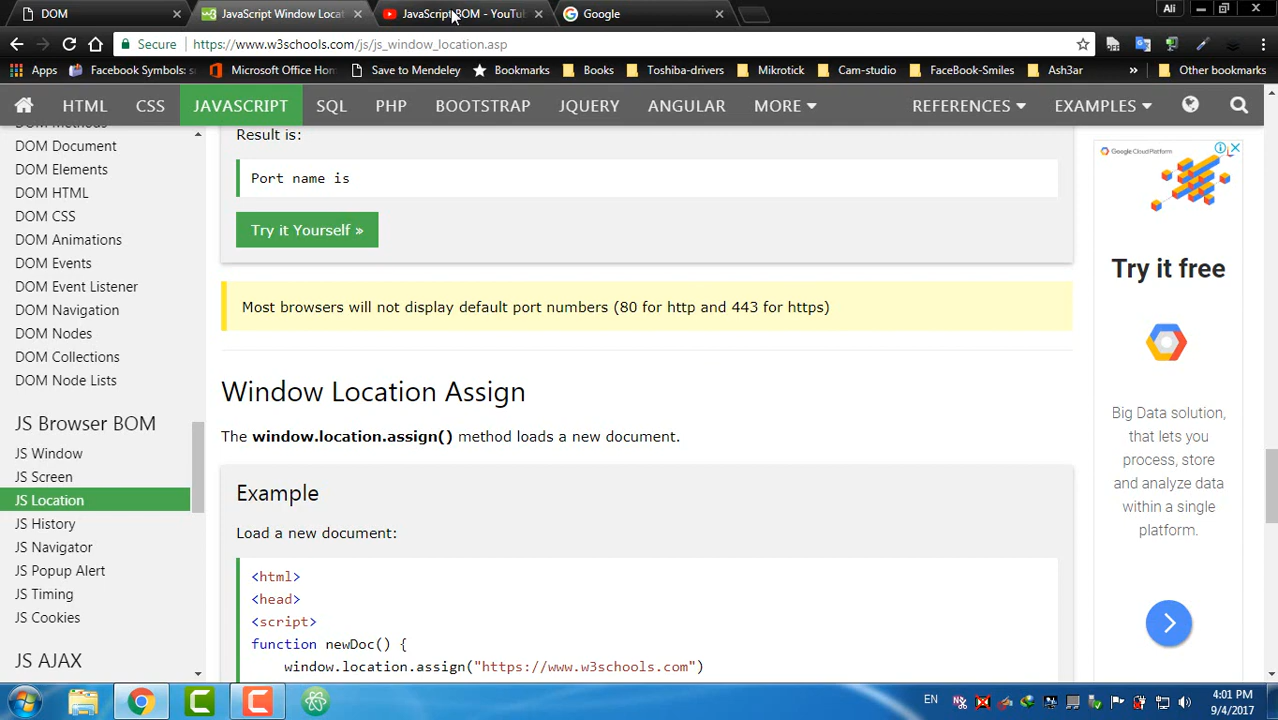 DOM
JavaScript Window Locat
JavaScript BOM - YouTu
Google
Ali
Secure
https://www.w3schools.com/js/js_window_location.asp
Apps
Facebook Symbols: s
Microsoft Office Hom
Save to Mendeley
Bookmarks
Books
Toshiba-drivers
Mikrotick
Cam-studio
FaceBook-Smiles
Ash3ar
»
Other bookmarks
HTML
CSS
JAVASCRIPT
SQL
PHP
BOOTSTRAP
JQUERY
ANGULAR
MORE
REFERENCES
EXAMPLES
DOM Methods
DOM Document
DOM Elements
DOM HTML
DOM CSS
DOM Animations
DOM Events
DOM Event Listener
DOM Navigation
DOM Nodes
DOM Collections
DOM Node Lists
JS Browser BOM
JS Window
JS Screen
JS Location
JS History
JS Navigator
JS Popup Alert
JS Timing
JS Cookies
JS AJAX
Result is:
Port name is
Try it Yourself »
Most browsers will not display default port numbers (80 for http and 443 for https)
Window Location Assign
The window.location.assign() method loads a new document.
Example
Load a new document:
<html>
<head>
<script>
function newDoc() {
window.location.assign("https://www.w3schools.com")
Google Cloud Platform
Try it free
Big Data solution,
that lets you
process, store
and analyze data
within a single
platform.
EN
4:01 PM
9/4/2017